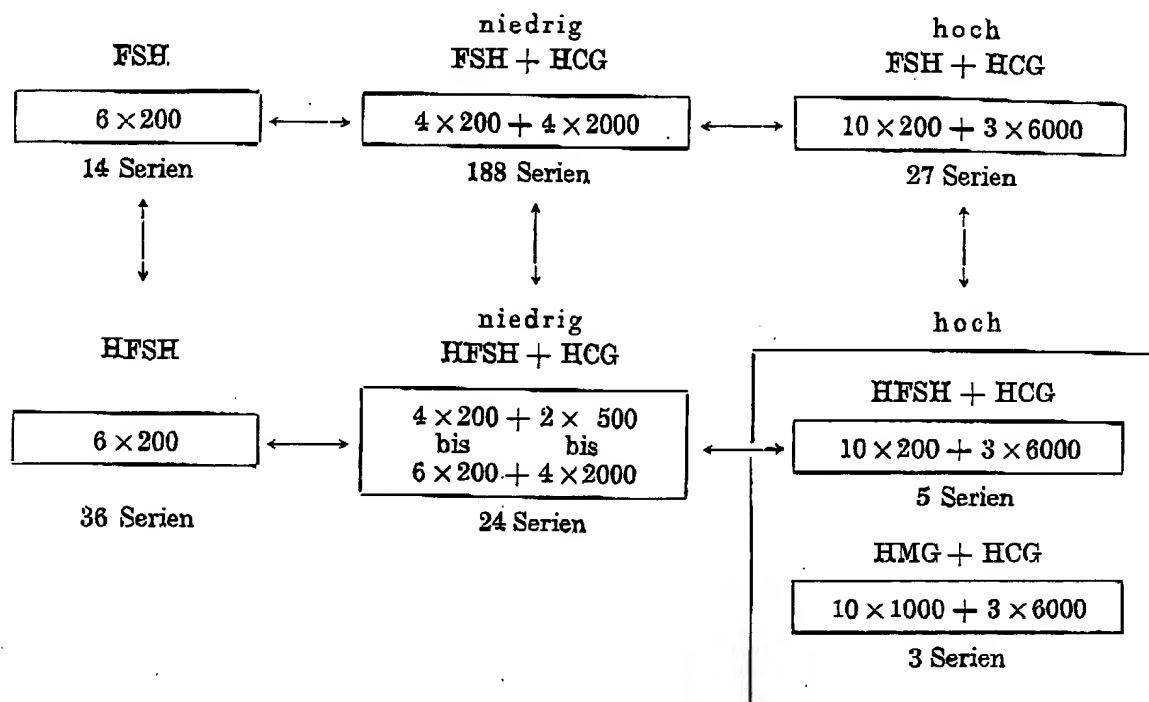 niedrig
hoch
FSH
FSH + HCG
FSH + HCG
6 × 200
4 × 200 + 4 × 2000
10 × 200 + 3 × 6000
14 Serien
188 Serien
27 Serien
niedrig
hoch
HFSH
HFSH + HCG
HFSH + HCG
6 × 200
4 × 200 + 2 × 500
bis bis
6 × 200 + 4 × 2000
10 × 200 + 3 × 6000
36 Serien
24 Serien
5 Serien
HMG + HCG
10 × 1000 + 3 × 6000
3 Serien